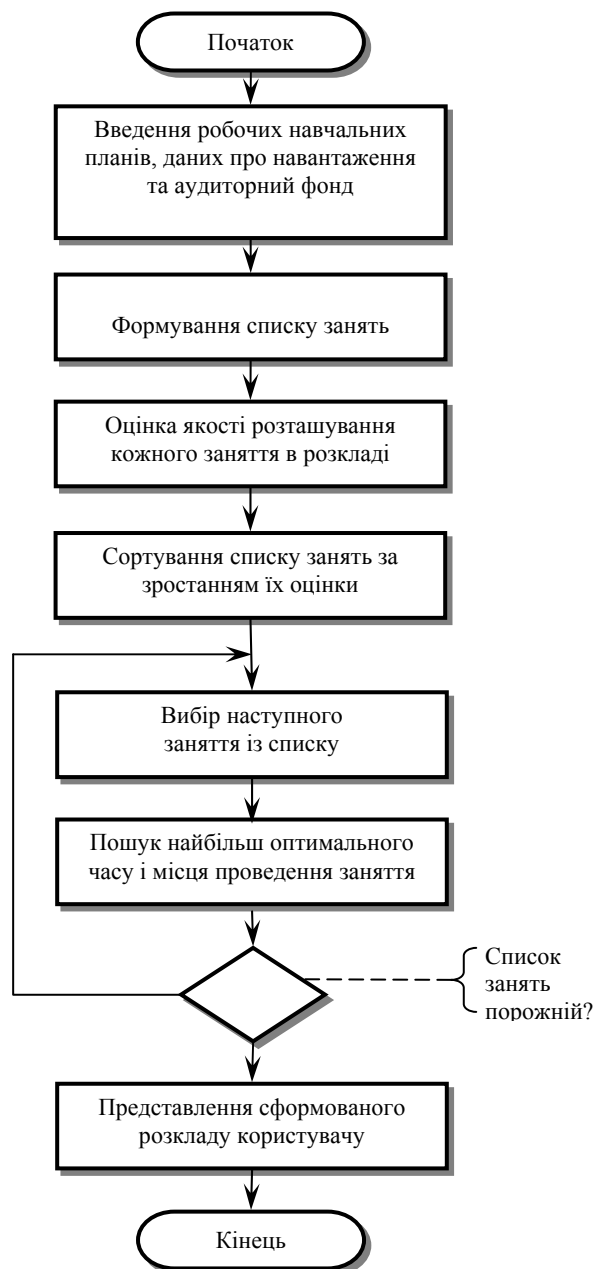 Початок
Введення робочих навчальних
планів, даних про навантаження
та аудиторний фонд
Формування списку занять
Оцінка якості розташування
кожного заняття в розкладі
Сортування списку занять за
зростанням їх оцінки
Вибір наступного
заняття із списку
Пошук найбільш оптимального
часу і місця проведення заняття
Список
занять
порожній?
Представлення сформованого
розкладу користувачу
Кінець